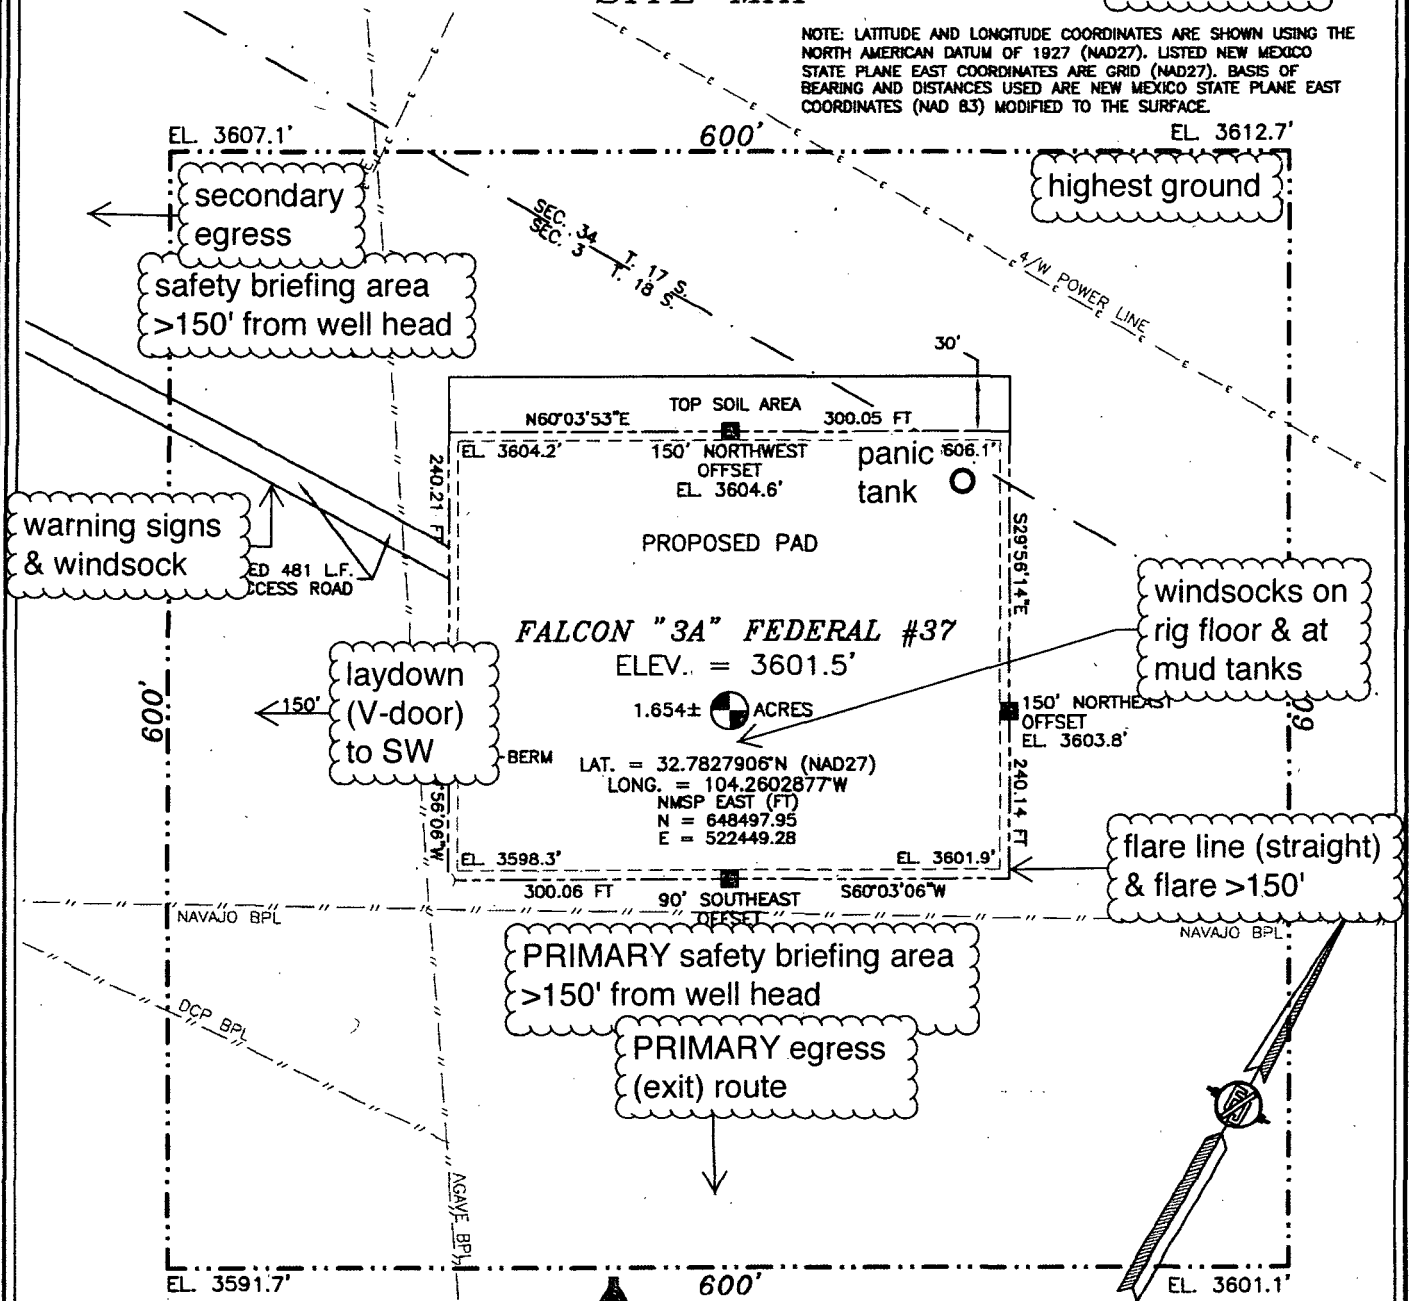 NOTE: LATITUDE AND LONGITUDE COORDINATES ARE SHOWN USING THE
NORTH AMERICAN DATUM OF 1927 (NAD27). LISTED NEW MEXICO
STATE PLANE EAST COORDINATES ARE GRID (NAD27). BASIS OF
BEARING AND DISTANCES USED ARE NEW MEXICO STATE PLANE EAST
COORDINATES (NAD 83) MODIFIED TO THE SURFACE.
EL. 3607.1'
600'
EL. 3612.7'
secondary
egress
highest ground
SEC. 34 T. 17 S.
SEC. 3 T. 18 S.
4/W POWER LINE
safety briefing area
>150' from well head
30'
TOP SOIL AREA
N60°03'53"E
300.05 FT
EL. 3604.2'
150' NORTHWEST
OFFSET
EL. 3604.6'
panic
tank
606.1'
240.21 FT
S29°56'14"E
warning signs
& windsock
ED 481 L.F.
CCESS ROAD
PROPOSED PAD
windsocks on
rig floor & at
mud tanks
FALCON "3A" FEDERAL #37
ELEV. = 3601.5'
1.654± ACRES
laydown
(V-door)
to SW
150'
600'
150' NORTHEAST
OFFSET
EL. 3603.8'
60
BERM
LAT. = 32.7827906°N (NAD27)
LONG. = 104.2602877°W
NMSP EAST (FT)
N = 648497.95
E = 522449.28
240.14 FT
'56'06"W
EL. 3598.3'
EL. 3601.9'
flare line (straight)
& flare >150'
300.06 FT
90' SOUTHEAST
OFFSET
S60°03'06"W
NAVAJO BPL
NAVAJO BPL
PRIMARY safety briefing area
>150' from well head
DCP BPL
PRIMARY egress
(exit) route
AGAVE BPL
EL. 3591.7'
600'
EL. 3601.1'